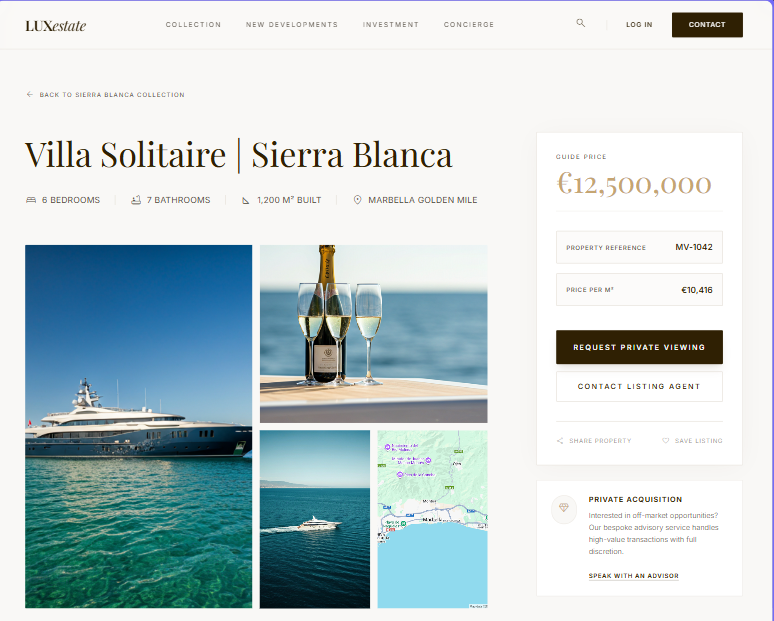 LUXestate
COLLECTION NEW DEVELOPMENTS INVESTMENT CONCIERGE
LOG IN
CONTACT
BACK TO SIERRA BLANCA COLLECTION
Villa Solitaire | Sierra Blanca
6 BEDROOMS
7 BATHROOMS
1,200 M² BUILT
MARBELLA GOLDEN MILE
Marbella
GUIDE PRICE
€12,500,000
PROPERTY REFERENCE MV-1042
PRICE PER M² €10,416
REQUEST PRIVATE VIEWING
CONTACT LISTING AGENT
SHARE PROPERTY
SAVE LISTING
PRIVATE ACQUISITION
Interested in off-market opportunities?
Our bespoke advisory service handles
high-value transactions with full
discretion.
SPEAK WITH AN ADVISOR